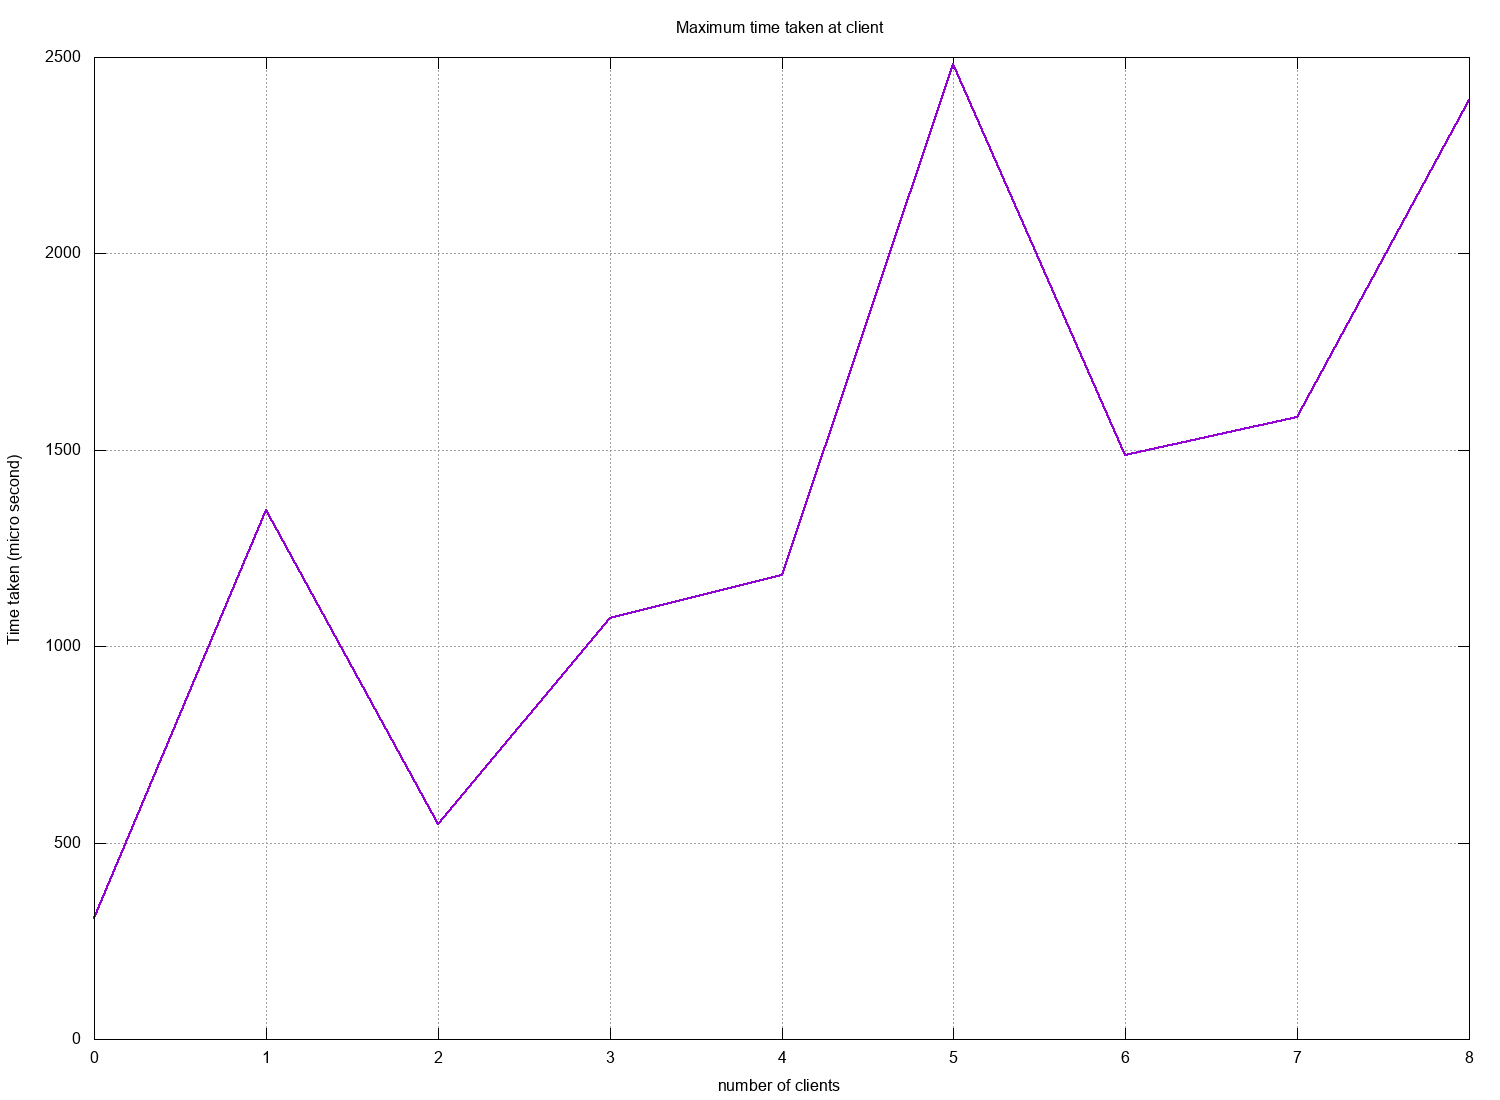 Maximum time taken at client
2500
2000
1500
1000
500
0
Time taken (micro second)
0 1 2 3 4 5 6 7 8
number of clients